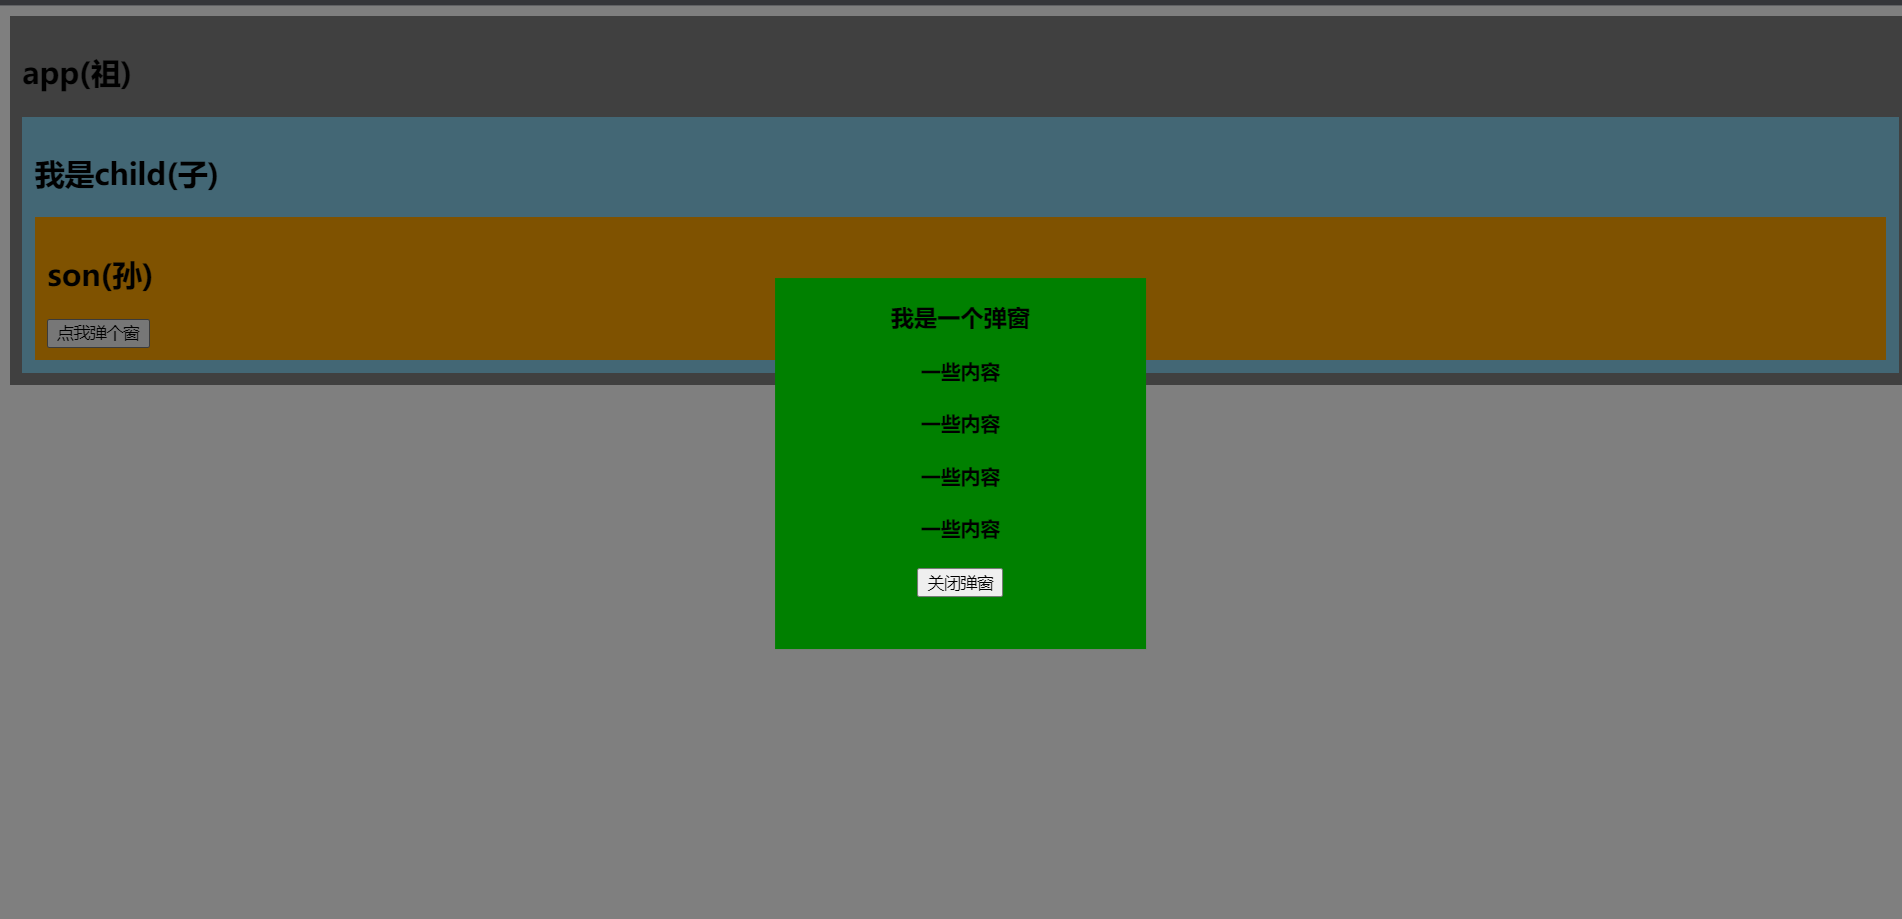 app(祖)
我是child(子)
son(孙)
点我弹个窗
我是一个弹窗
一些内容
一些内容
一些内容
一些内容
关闭弹窗